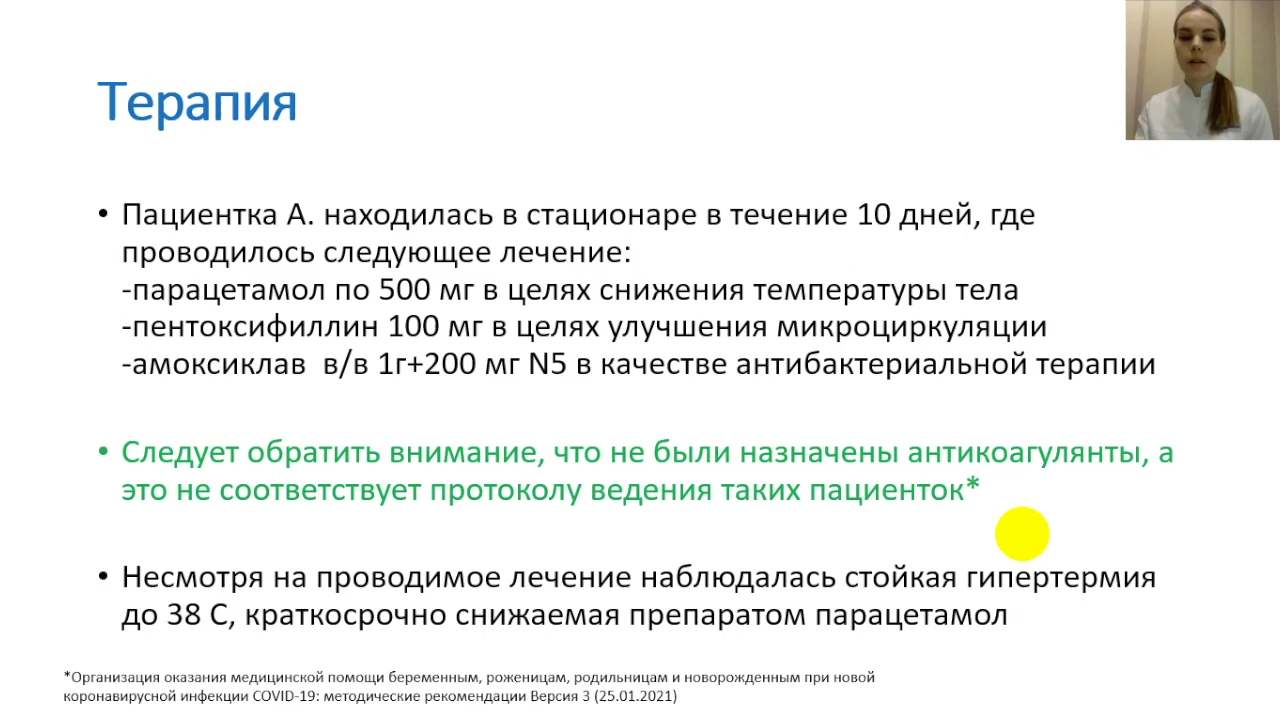 Терапия
• Пациентка А. находилась в стационаре в течение 10 дней, где
проводилось следующее лечение:
-парацетамол по 500 мг в целях снижения температуры тела
-пентоксифиллин 100 мг в целях улучшения микроциркуляции
-амоксиклав  в/в 1г+200 мг N5 в качестве антибактериальной терапии
• Следует обратить внимание, что не были назначены антикоагулянты, а
это не соответствует протоколу ведения таких пациенток*
• Несмотря на проводимое лечение наблюдалась стойкая гипертермия
до 38 С, краткосрочно снижаемая препаратом парацетамол
*Организация оказания медицинской помощи беременным, роженицам, родильницам и новорожденным при новой
коронавирусной инфекции COVID-19: методические рекомендации Версия 3 (25.01.2021)